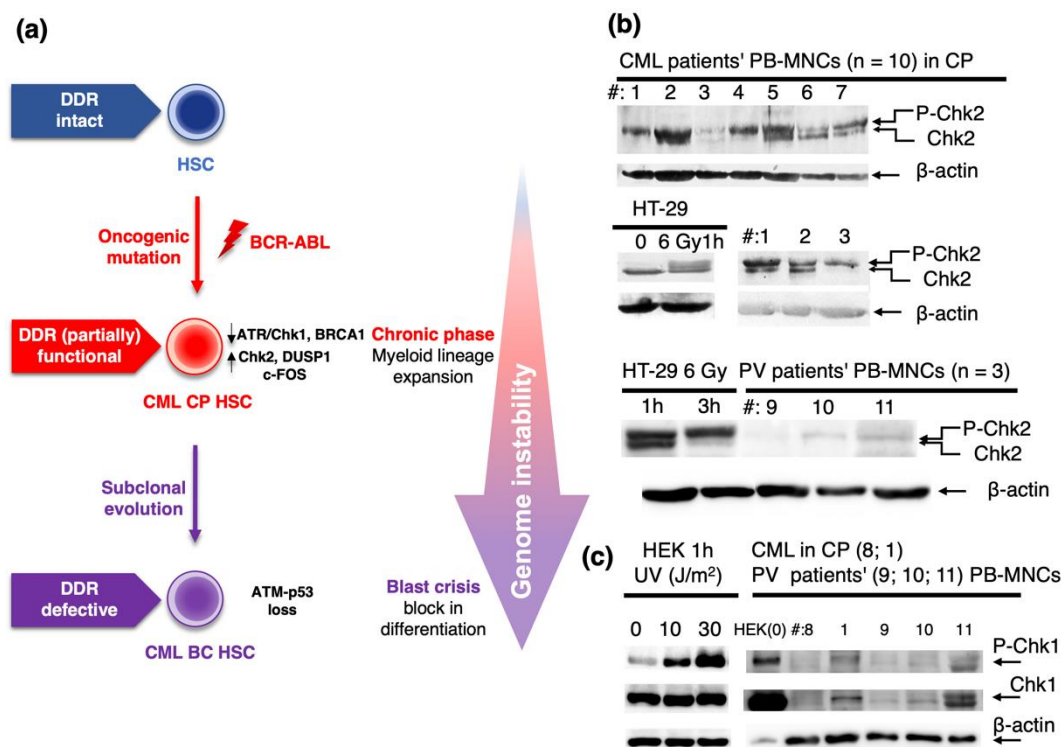 (a)
DDR
intact
HSC
Oncogenic
mutation
BCR-ABL
DDR (partially)
functional
ATR/Chk1, BRCA1
Chk2, DUSP1
c-FOS
Chronic phase
Myeloid lineage
expansion
CML CP HSC
Subclonal
evolution
DDR
defective
ATM-p53
loss
Blast crisis
block in
differentiation
CML BC HSC
Genome instability
(b)
CML patients' PB-MNCs (n = 10) in CP
#: 1 2 3 4 5 6 7
P-Chk2
Chk2
β-actin
HT-29
0 6 Gy1h
#:1 2 3
P-Chk2
Chk2
β-actin
HT-29 6 Gy PV patients' PB-MNCs (n = 3)
1h 3h #: 9 10 11
P-Chk2
Chk2
β-actin
(c)
HEK 1h
UV (J/m²)
CML in CP (8; 1)
PV patients' (9; 10; 11) PB-MNCs
0 10 30
HEK(0) #:8 1 9 10 11
P-Chk1
Chk1
β-actin